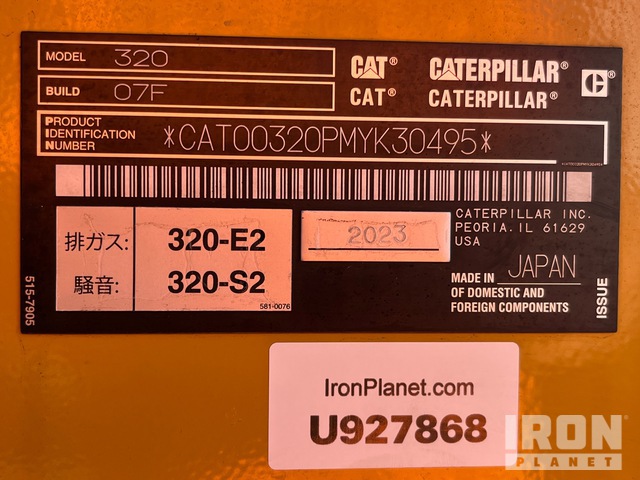 MODEL 320
CAT® CATERPILLAR® C®
BUILD 07F
CAT® CATERPILLAR®
PRODUCT
IDENTIFICATION
NUMBER
*CAT00320PMYK30495*
*CAT00320PMYK30495*
排ガス: 320-E2
騒音: 320-S2
581-0076
2023
CATERPILLAR INC.
PEORIA. IL 61629
USA
MADE IN JAPAN
OF DOMESTIC AND
FOREIGN COMPONENTS
ISSUE
515-7905
IronPlanet.com
U927868
IRON
PLANET